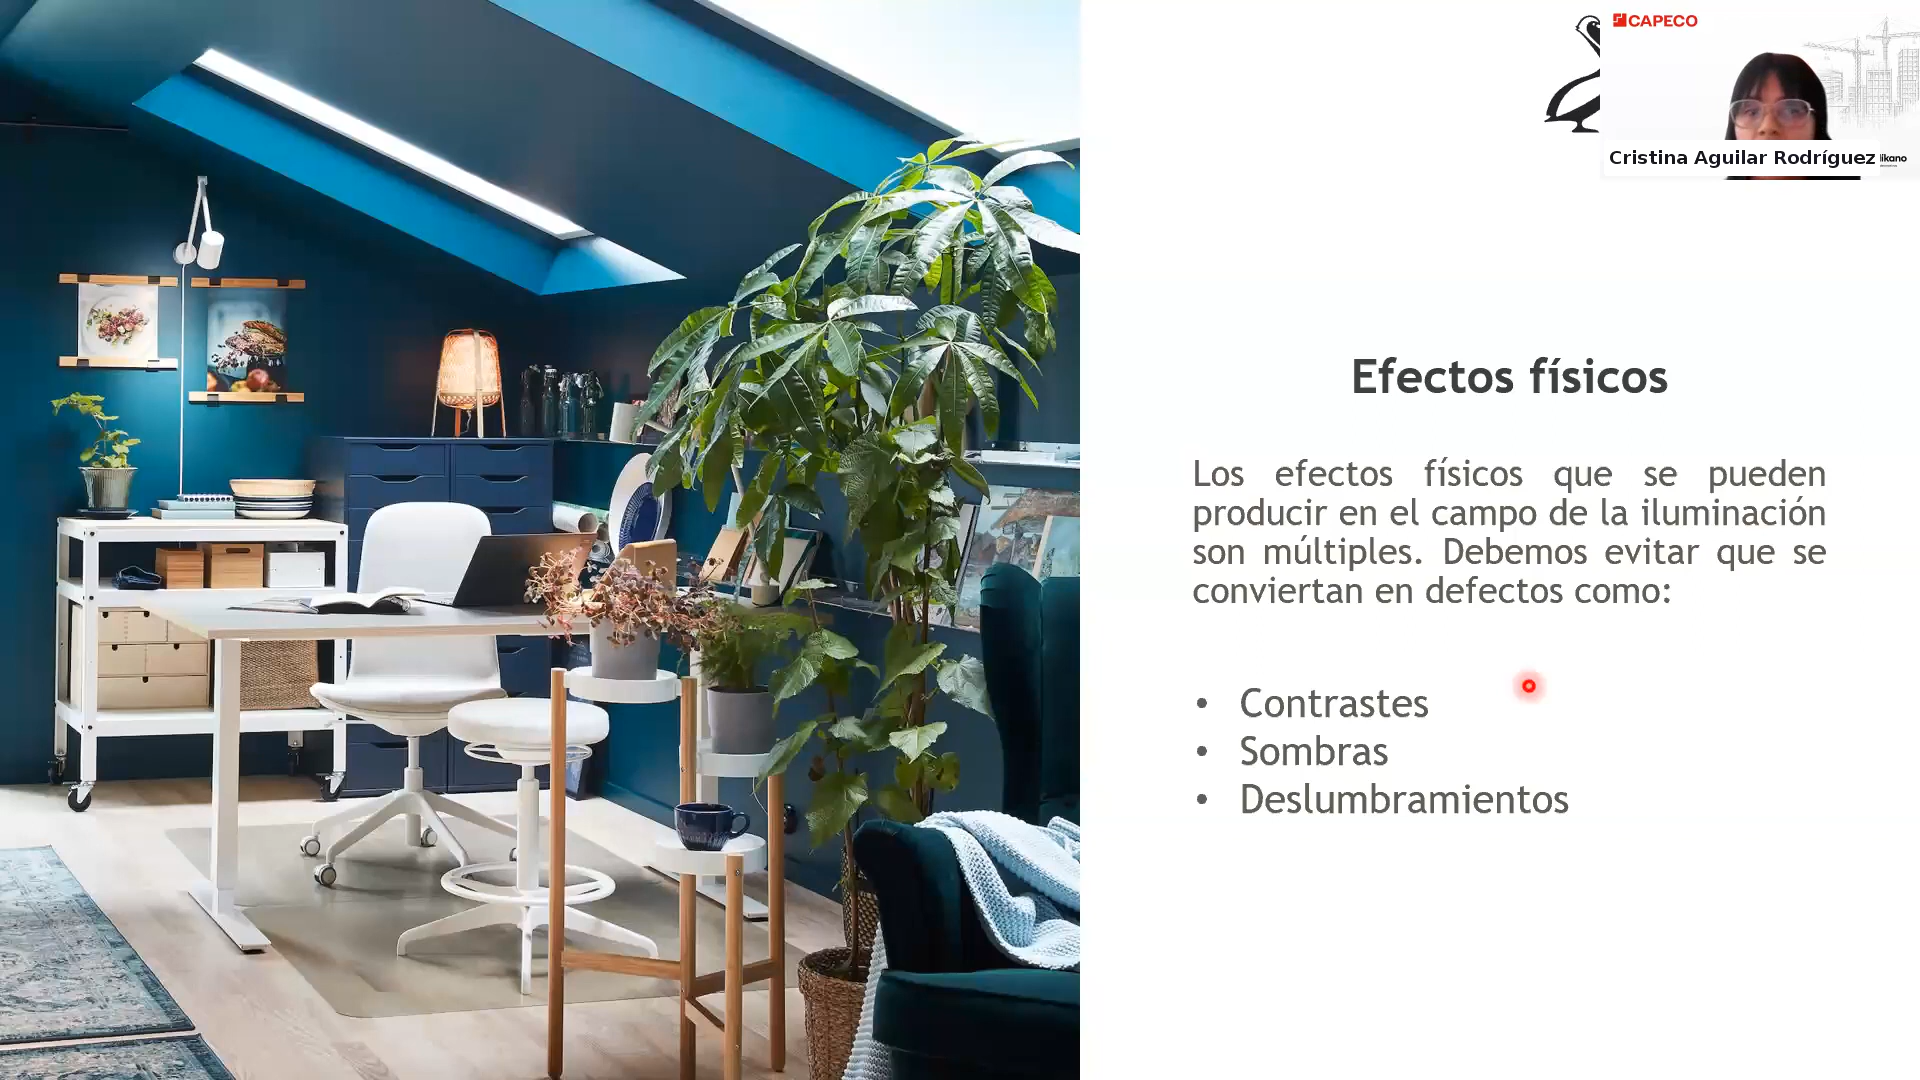 CAPECO
Cristina Aguilar Rodríguez
Efectos físicos
Los efectos físicos que se pueden
producir en el campo de la iluminación
son múltiples. Debemos evitar que se
conviertan en defectos como:
• Contrastes
• Sombras
• Deslumbramientos